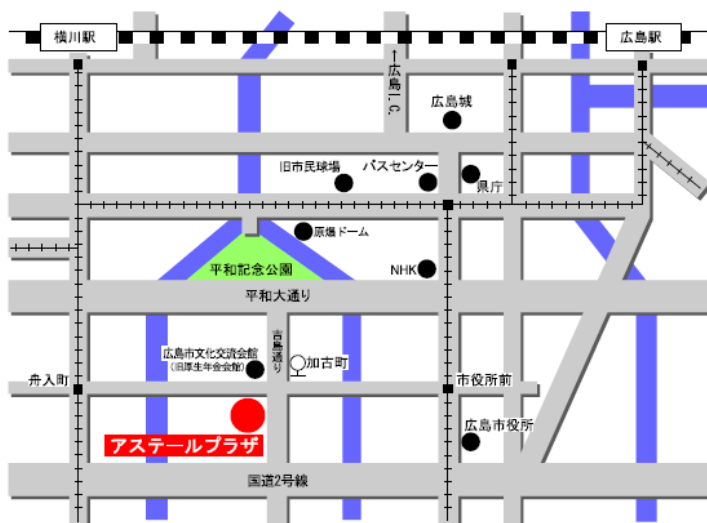 横川駅
広島駅
←広島I.C.
広島城
旧市民球場
バスセンター
県庁
原爆ドーム
平和記念公園
NHK
平和大通り
吉島通り
広島市文化交流会館
(旧厚生年金会館)
加古町
舟入町
市役所前
アステールプラザ
広島市役所
国道2号線